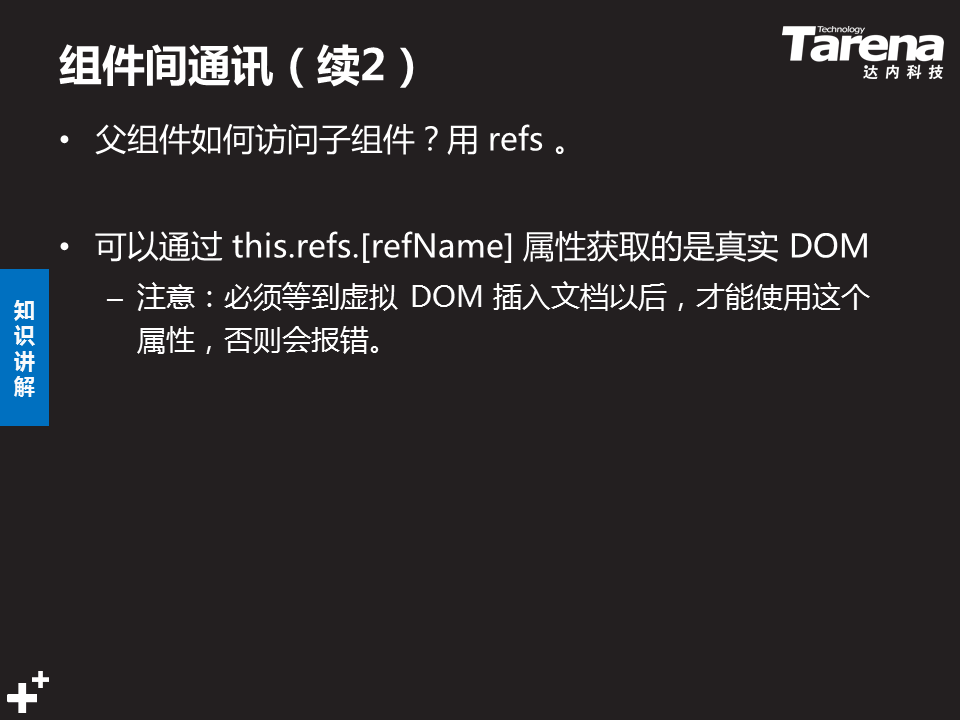 组件间通讯（续2）
Technology
Tarena
达内科技
• 父组件如何访问子组件？用 refs 。
• 可以通过 this.refs.[refName] 属性获取的是真实 DOM
– 注意：必须等到虚拟 DOM 插入文档以后，才能使用这个
属性，否则会报错。
知
识
讲
解